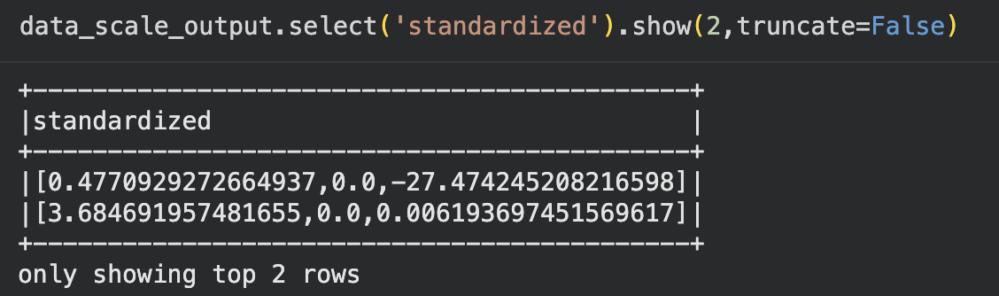 data_scale_output.select('standardized').show(2,truncate=False)
+--------------------------------------------+
|standardized                                |
+--------------------------------------------+
|[0.4770929272664937,0.0,-27.474245208216598]|
|[3.684691957481655,0.0,0.006193697451569617]|
+--------------------------------------------+
only showing top 2 rows